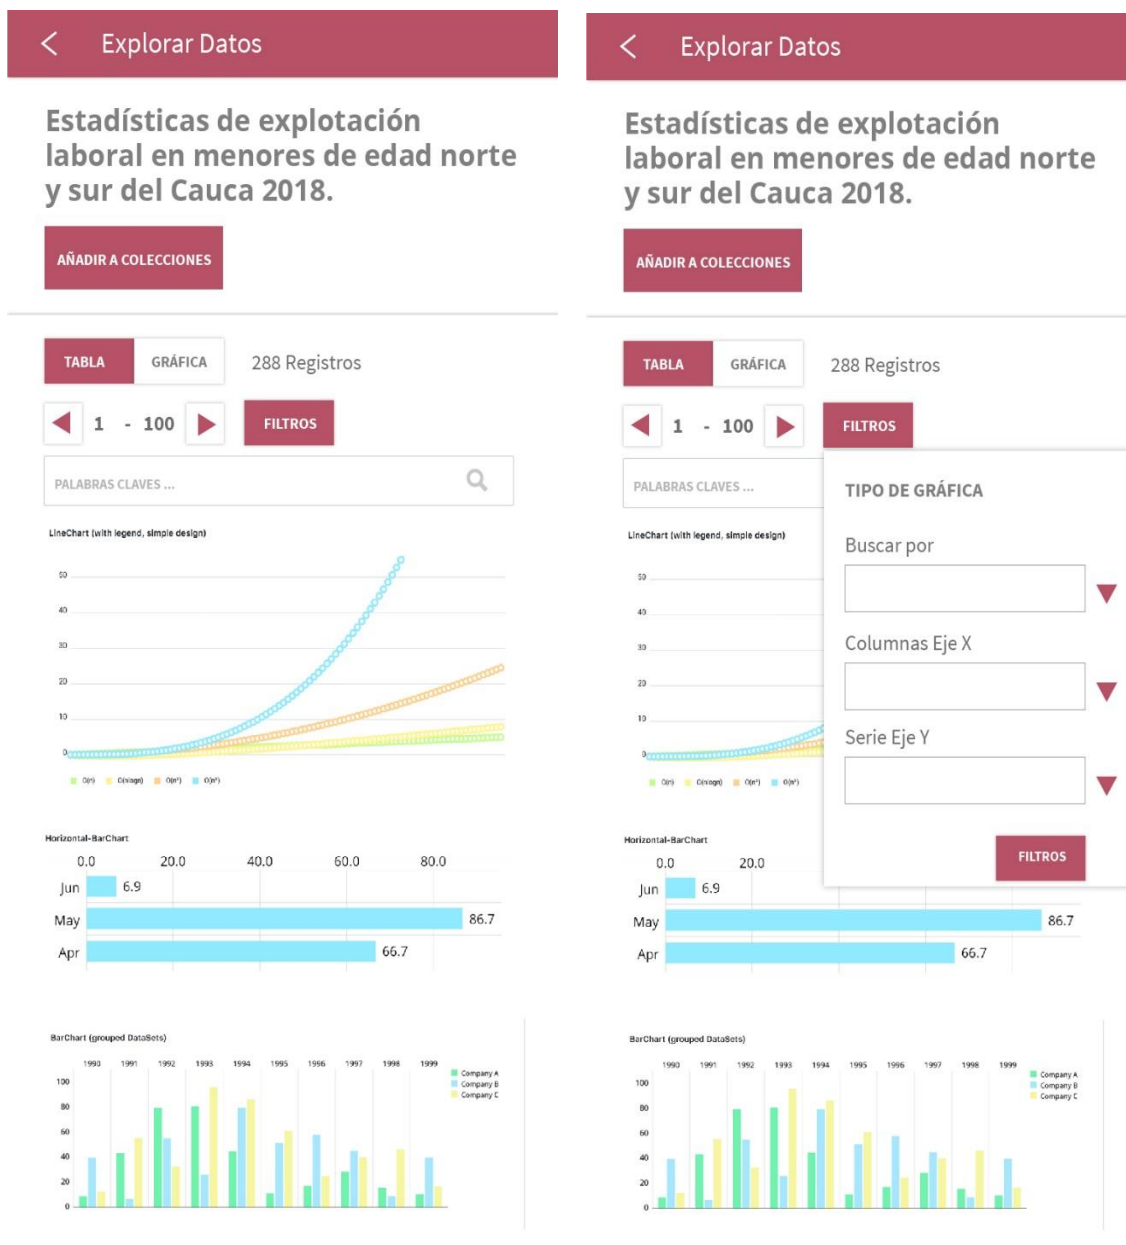 Explorar Datos
Estadísticas de explotación
laboral en menores de edad norte
y sur del Cauca 2018.
AÑADIR A COLECCIONES
TABLA GRÁFICA 288 Registros
1 - 100 FILTROS
PALABRAS CLAVES ...
LineChart (with legend, simple design)
50
40
30
20
10
0
O(n) O(nlogn) O(n²) O(n³)
Horizontal-BarChart
0.0 20.0 40.0 60.0 80.0
Jun 6.9
May 86.7
Apr 66.7
BarChart (grouped DataSets)
1990 1991 1992 1993 1994 1995 1996 1997 1998 1999
Company A
Company B
Company C
100
80
60
40
20
0
Explorar Datos
Estadísticas de explotación
laboral en menores de edad norte
y sur del Cauca 2018.
AÑADIR A COLECCIONES
TABLA GRÁFICA 288 Registros
1 - 100 FILTROS
PALABRAS CLAVES ...
TIPO DE GRÁFICA
Buscar por
Columnas Eje X
Serie Eje Y
FILTROS
LineChart (with legend, simple design)
50
40
30
20
10
0
O(n) O(nlogn) O(n²) O(n³)
Horizontal-BarChart
0.0 20.0
Jun 6.9
May 86.7
Apr 66.7
BarChart (grouped DataSets)
1990 1991 1992 1993 1994 1995 1996 1997 1998 1999
Company A
Company B
Company C
100
80
60
40
20
0